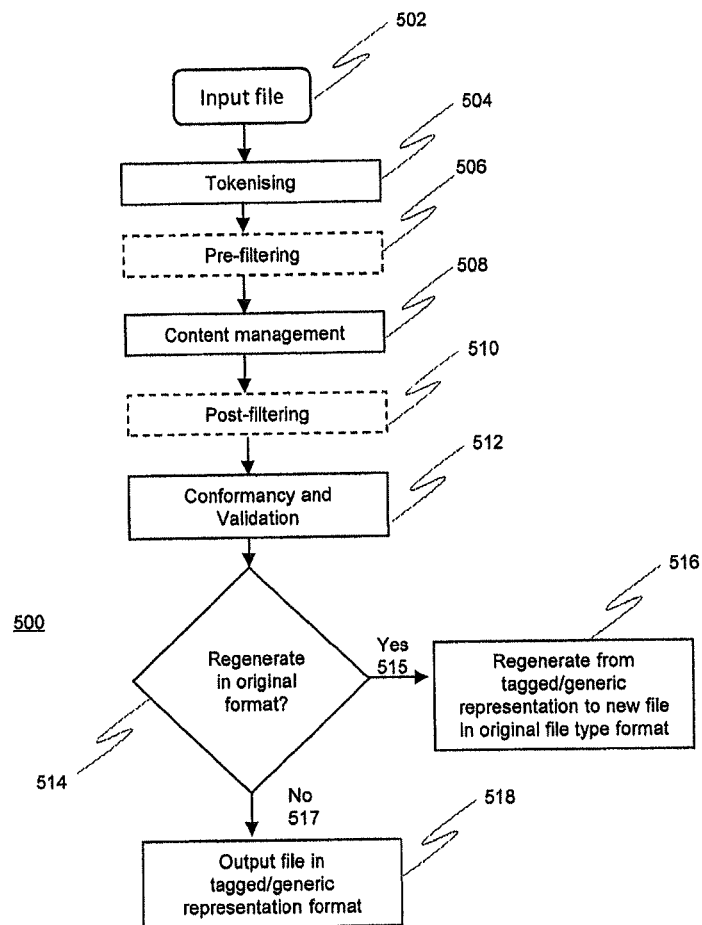 502
Input file
504
Tokenising
506
Pre-filtering
508
Content management
510
Post-filtering
512
Conformancy and
Validation
516
500
Regenerate
in original
format?
Yes
515
Regenerate from
tagged/generic
representation to new file
in original file type format
514
No
517
518
Output file in
tagged/generic
representation format